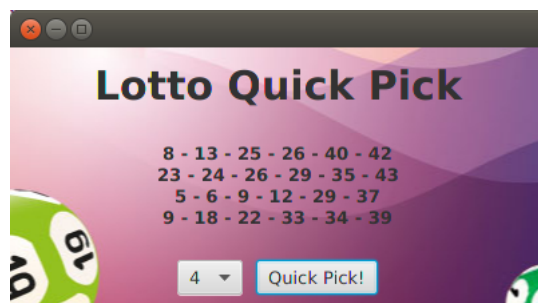 Lotto Quick Pick
8 - 13 - 25 - 26 - 40 - 42
23 - 24 - 26 - 29 - 35 - 43
5 - 6 - 9 - 12 - 29 - 37
9 - 18 - 22 - 33 - 34 - 39
4 Quick Pick!
19